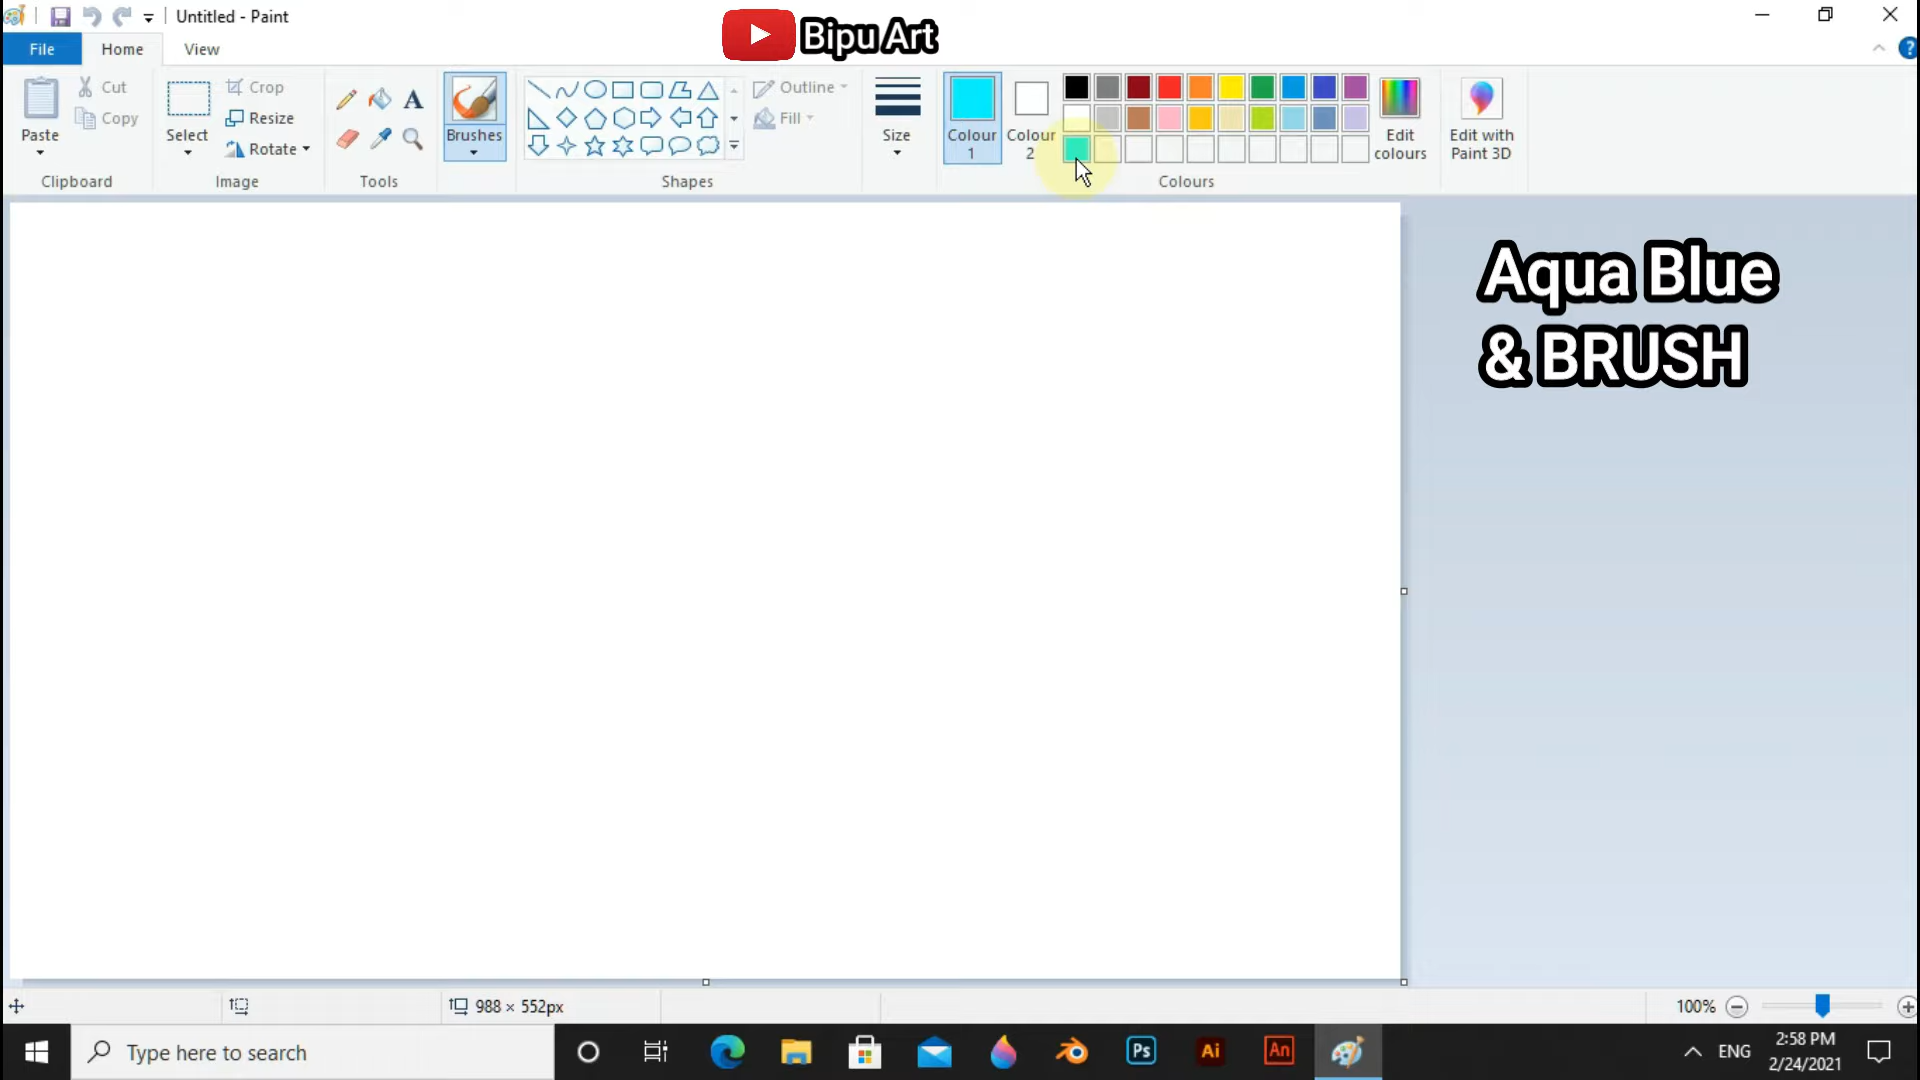 Untitled - Paint
Bipu Art
File
Home
View
?
Paste
Cut
Copy
Clipboard
Select
Crop
Resize
Rotate
Image
A
Tools
Brushes
Shapes
Outline
Fill
Size
Colour
1
Colour
2
Colours
Edit
colours
Edit with
Paint 3D
Aqua Blue
& BRUSH
988 × 552px
100%
Type here to search
Ps
Ai
An
ENG
2:58 PM
2/24/2021